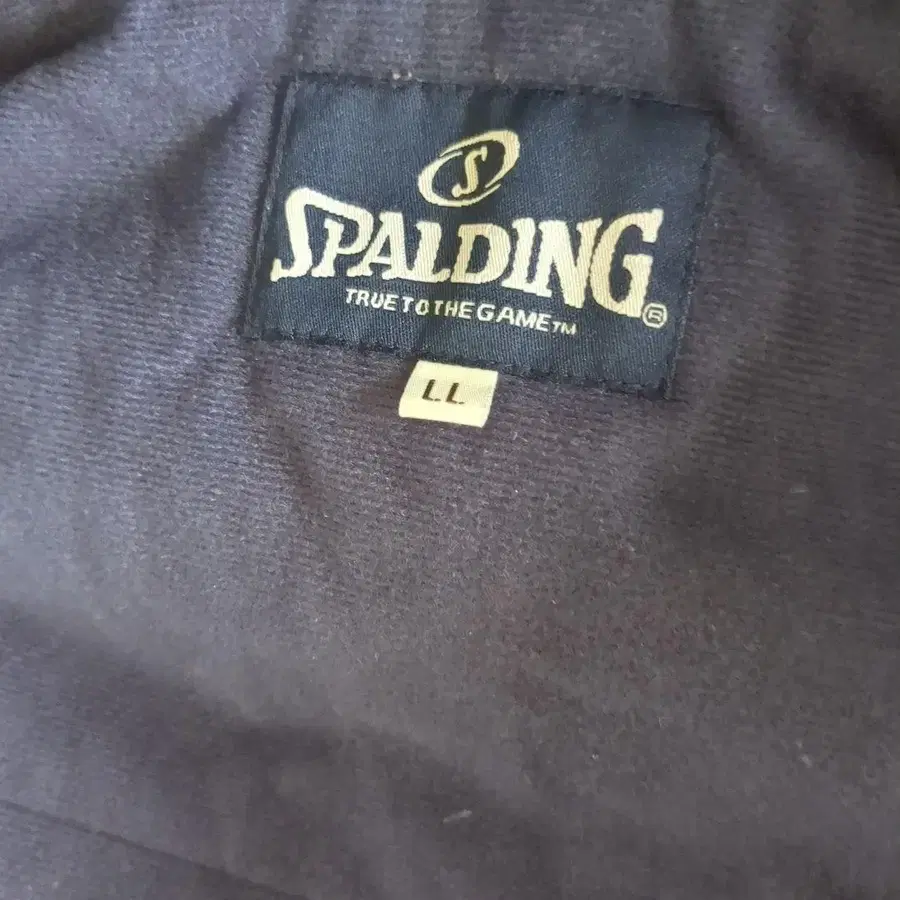 S
SPALDING®
TRUE TO THE GAME™
LL